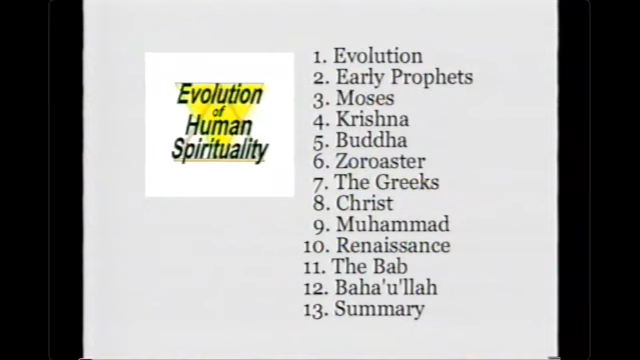 Evolution
of
Human
Spirituality
1. Evolution
2. Early Prophets
3. Moses
4. Krishna
5. Buddha
6. Zoroaster
7. The Greeks
8. Christ
9. Muhammad
10. Renaissance
11. The Bab
12. Baha'u'llah
13. Summary